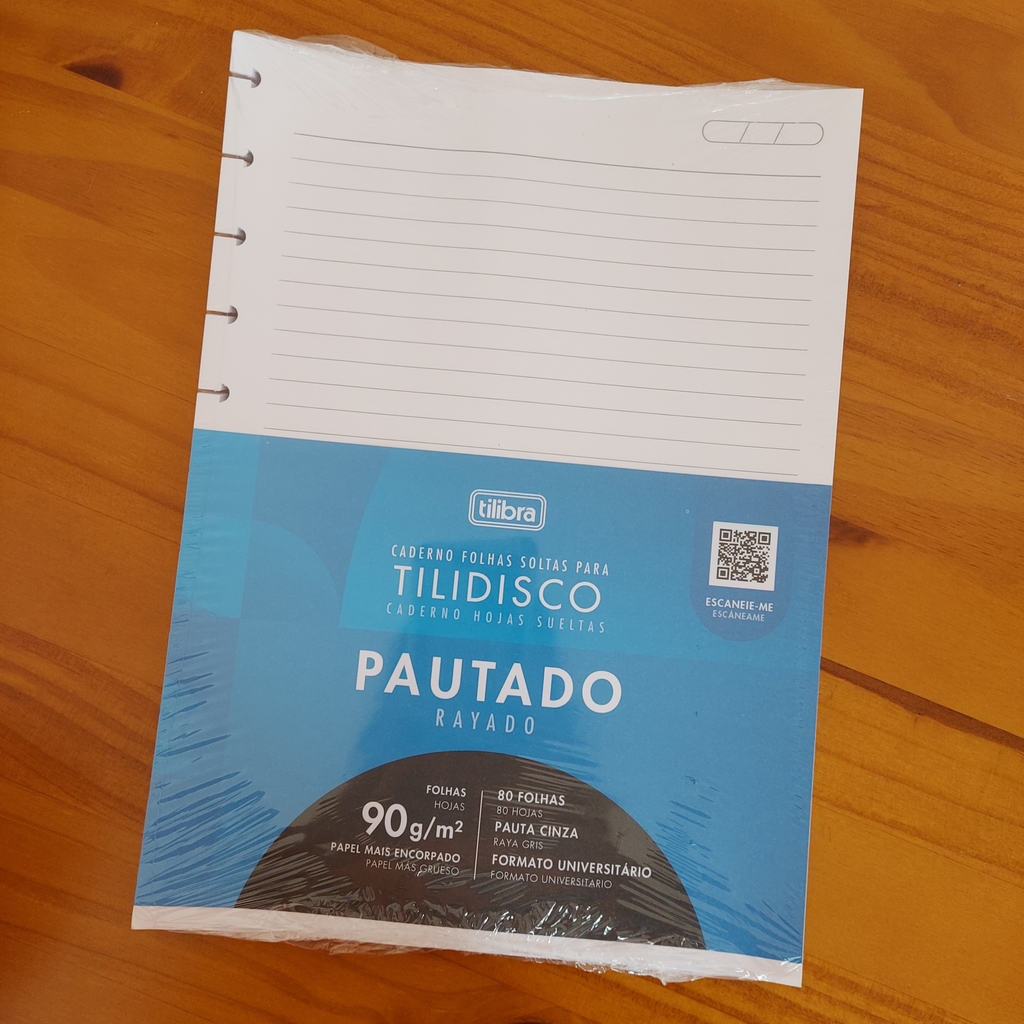 tilibra
CADERNO FOLHAS SOLTAS PARA
TILIDISCO
CADERNO HOJAS SUELTAS
ESCANEIE-ME
ESCANÉAME
PAUTADO
RAYADO
FOLHAS
HOJAS
90g/m²
PAPEL MAIS ENCORPADO
PAPEL MÁS GRUESO
80 FOLHAS
80 HOJAS
PAUTA CINZA
RAYA GRIS
FORMATO UNIVERSITÁRIO
FORMATO UNIVERSITARIO